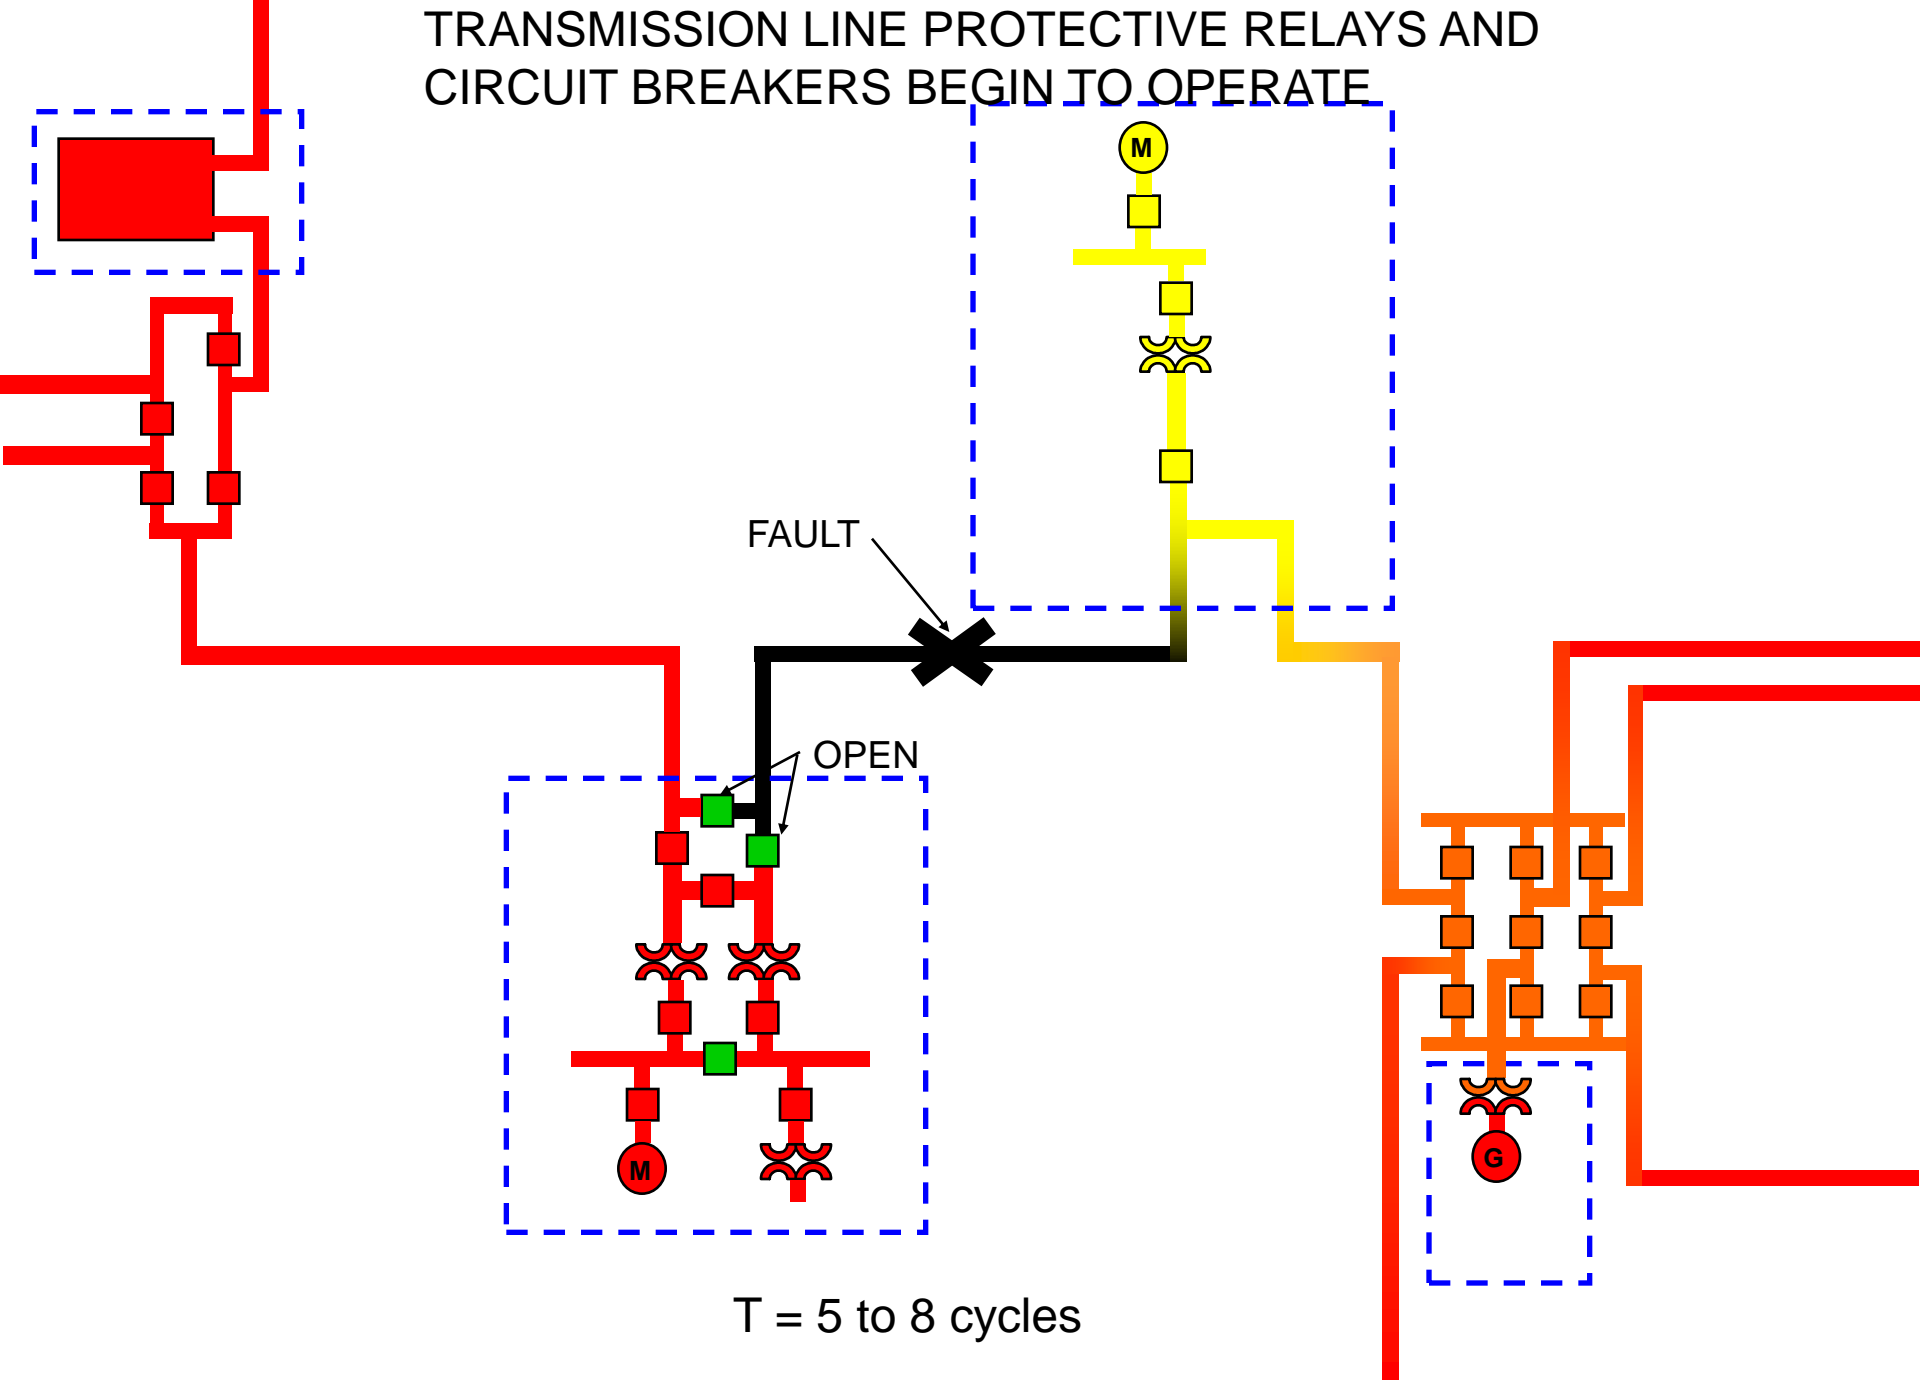 TRANSMISSION LINE PROTECTIVE RELAYS AND
CIRCUIT BREAKERS BEGIN TO OPERATE
M
FAULT
OPEN
M
G
T = 5 to 8 cycles